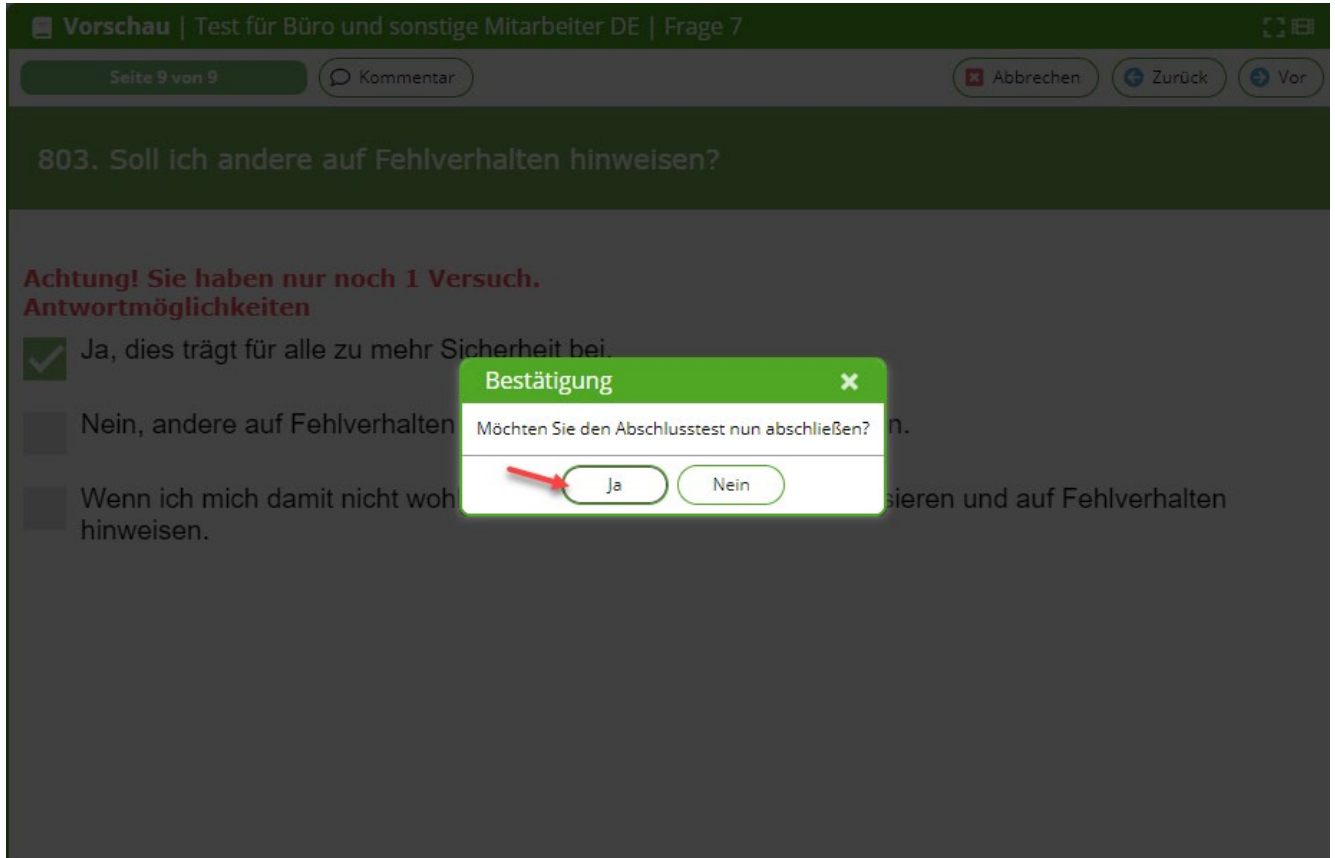 Vorschau | Test für Büro und sonstige Mitarbeiter DE | Frage 7
Seite 9 von 9
Kommentar
Abbrechen
Zurück
Vor
803. Soll ich andere auf Fehlverhalten hinweisen?
Achtung! Sie haben nur noch 1 Versuch.
Antwortmöglichkeiten
Ja, dies trägt für alle zu mehr Sicherheit bei.
Nein, andere auf Fehlverhalten
n.
Wenn ich mich damit nicht woh
sieren und auf Fehlverhalten
hinweisen.
Bestätigung
Möchten Sie den Abschlusstest nun abschließen?
Ja
Nein